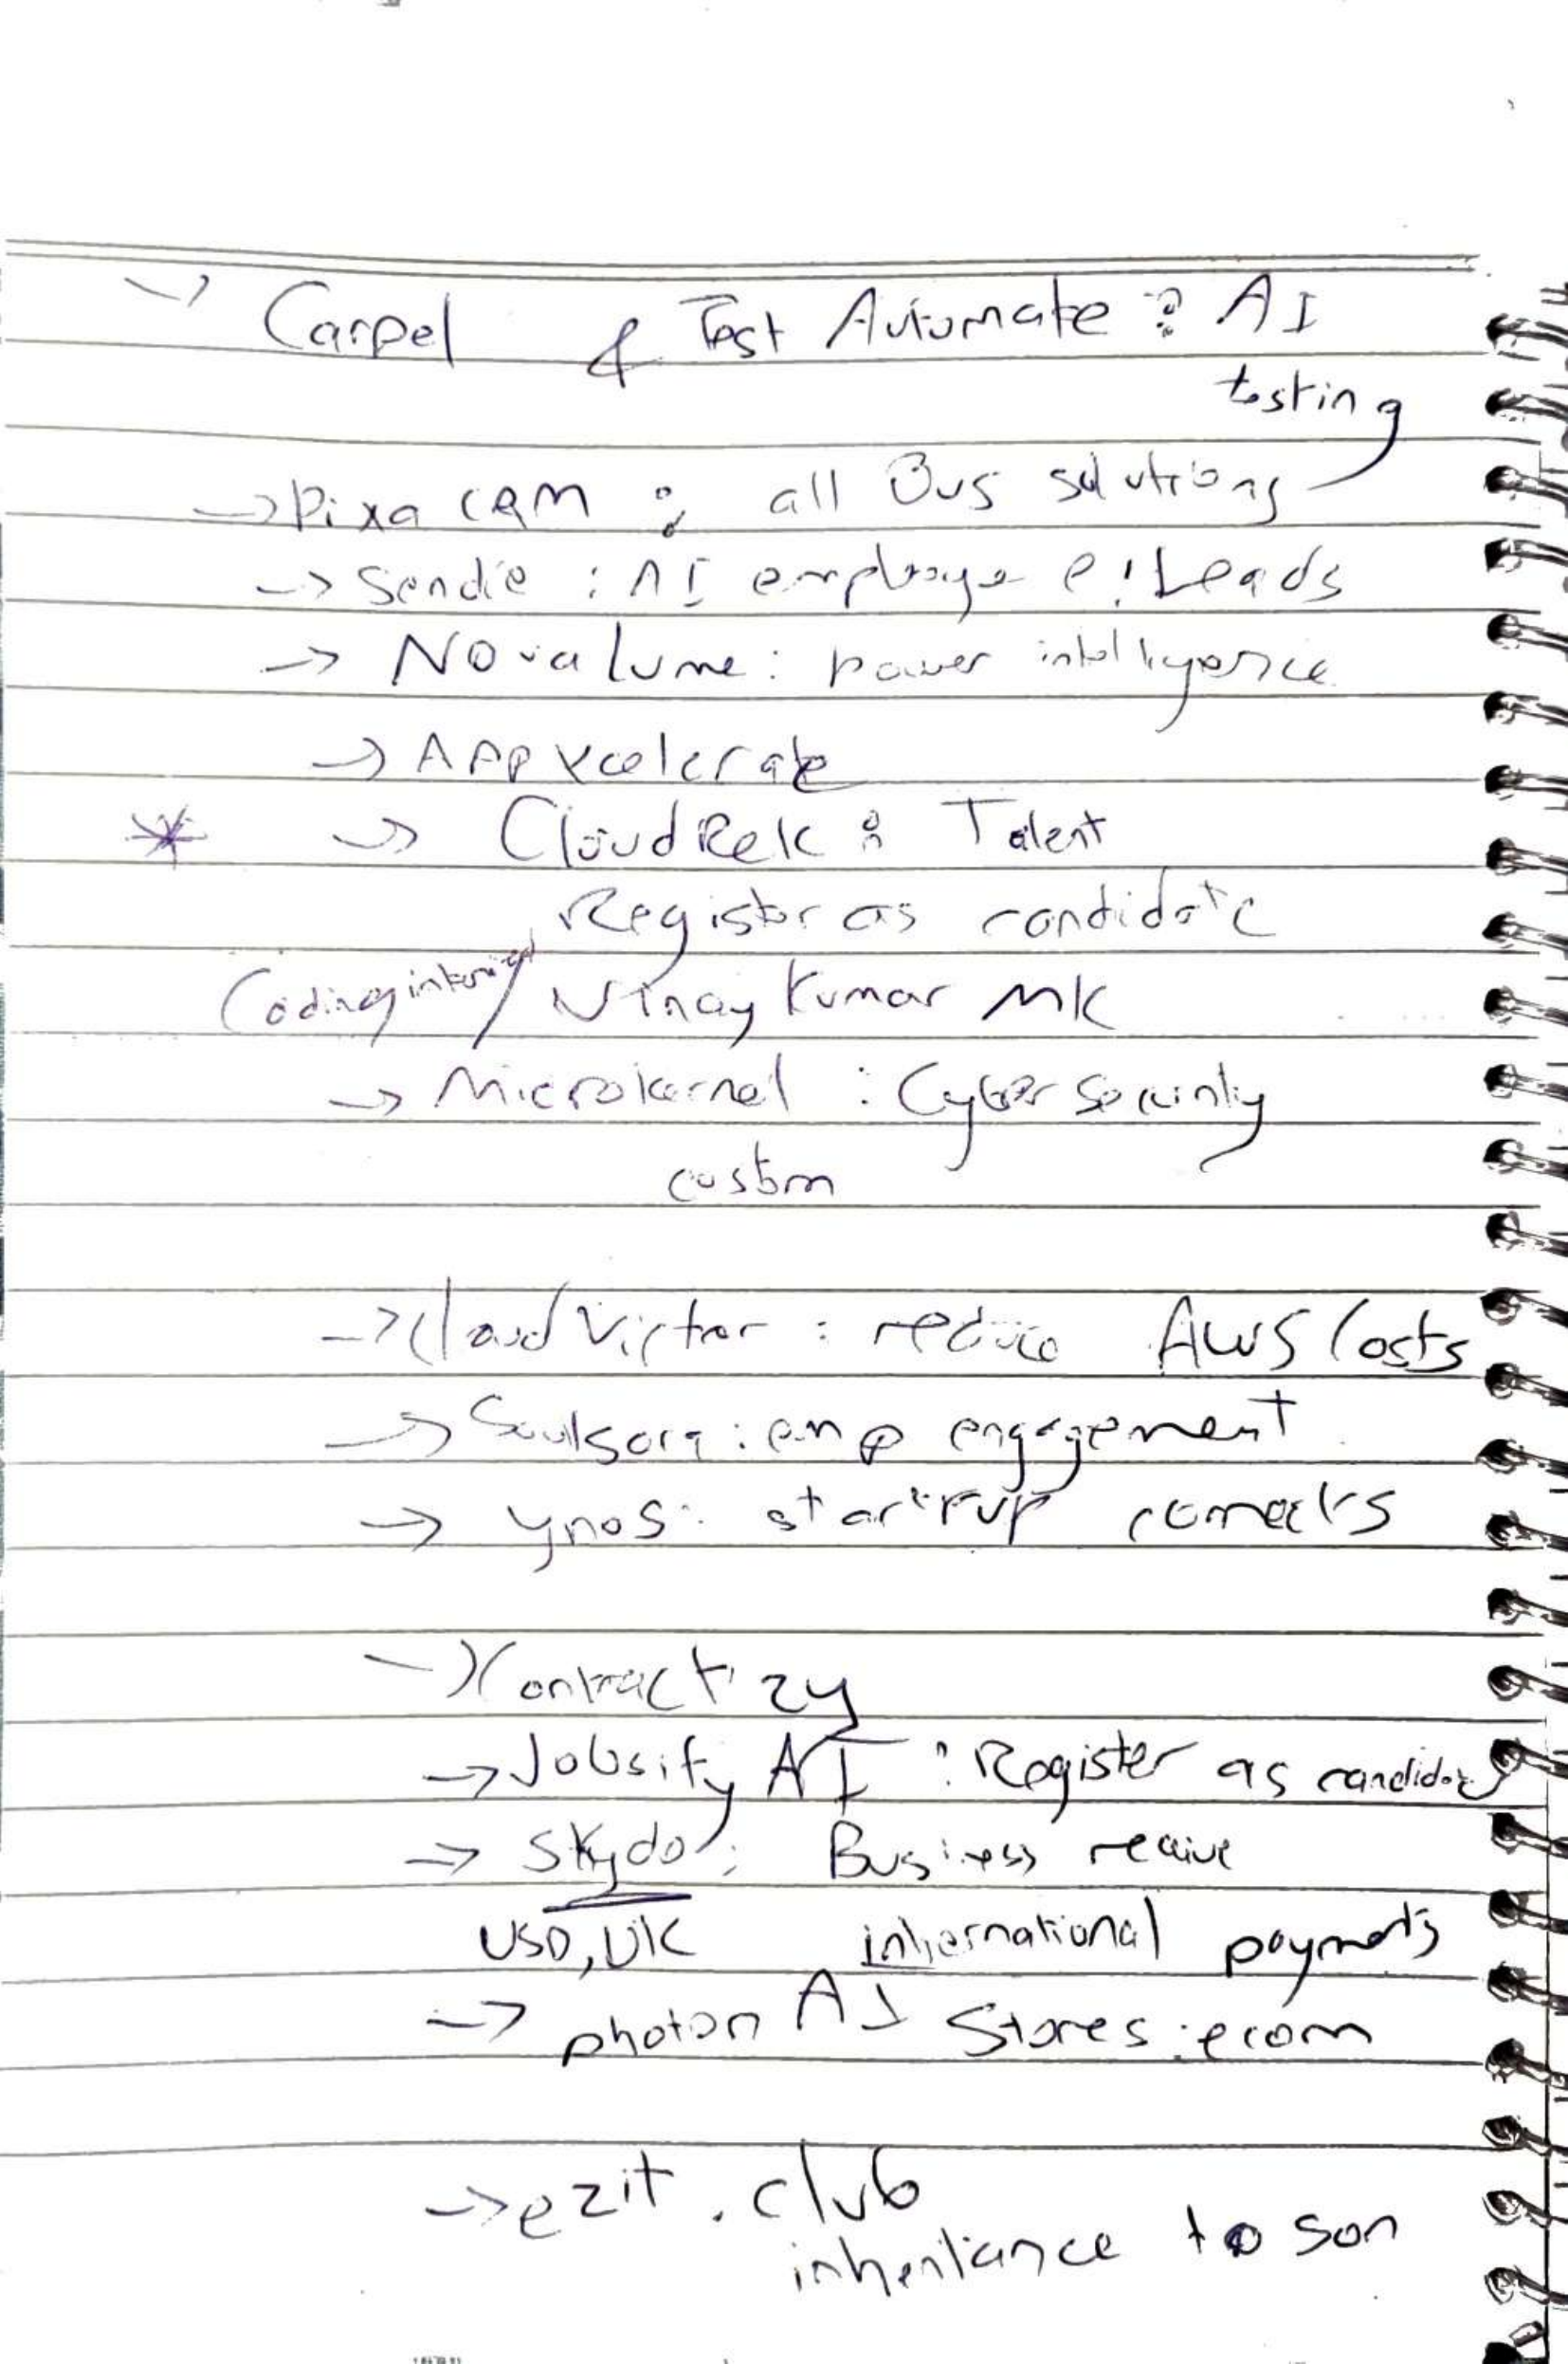 → Carpel & Test Automate : AI
testing
→ Pixa CRM : all Bus solutions
→ Sendie : AI employee e! Leads
→ Novalume: power intelligence
→ APP Xcelerate
* → CloudRek : Talent
Register as candidate
Coding interview / Vinay Kumar MK
→ Microkernel : Cyber Security
custom
→ Cloud Victor : reduce AWS Costs
→ : emp engagement
→ ynos: startup
→ Contractzy
→ Jobsify AI : Register as candidate
→ Skydo : Business receive
USD, UK international payments
→ photon AI Stores : ecom
→ ezit . club
inheritance to son